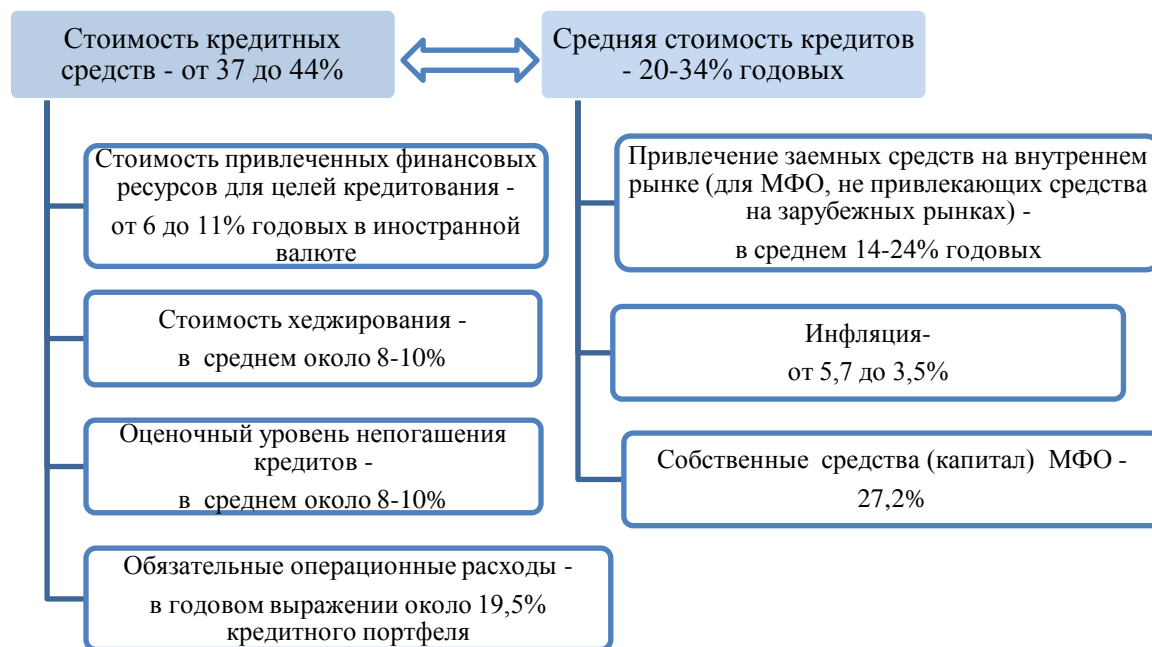 Стоимость кредитных
средств - от 37 до 44%
Средняя стоимость кредитов
- 20-34% годовых
Стоимость привлеченных финансовых
ресурсов для целей кредитования -
от 6 до 11% годовых в иностранной
валюте
Стоимость хеджирования -
в среднем около 8-10%
Оценочный уровень непогашения
кредитов -
в среднем около 8-10%
Обязательные операционные расходы -
в годовом выражении около 19,5%
кредитного портфеля
Привлечение заемных средств на внутреннем
рынке (для МФО, не привлекающих средства
на зарубежных рынках) -
в среднем 14-24% годовых
Инфляция-
от 5,7 до 3,5%
Собственные средства (капитал) МФО -
27,2%